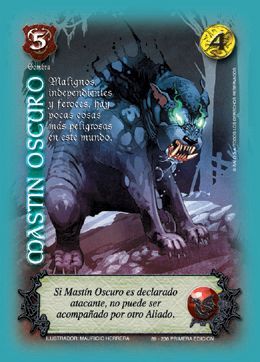 5
4
Sombra
MASTÍN OSCURO
Malignos,
independientes
y feroces, hay
pocas cosas
más peligrosas
en este mundo.
Si Mastín Oscuro es declarado
atacante, no puede ser
acompañado por otro Aliado.
ILUSTRADOR: MAURICIO HERRERA
PRIMERA EDICIÓN